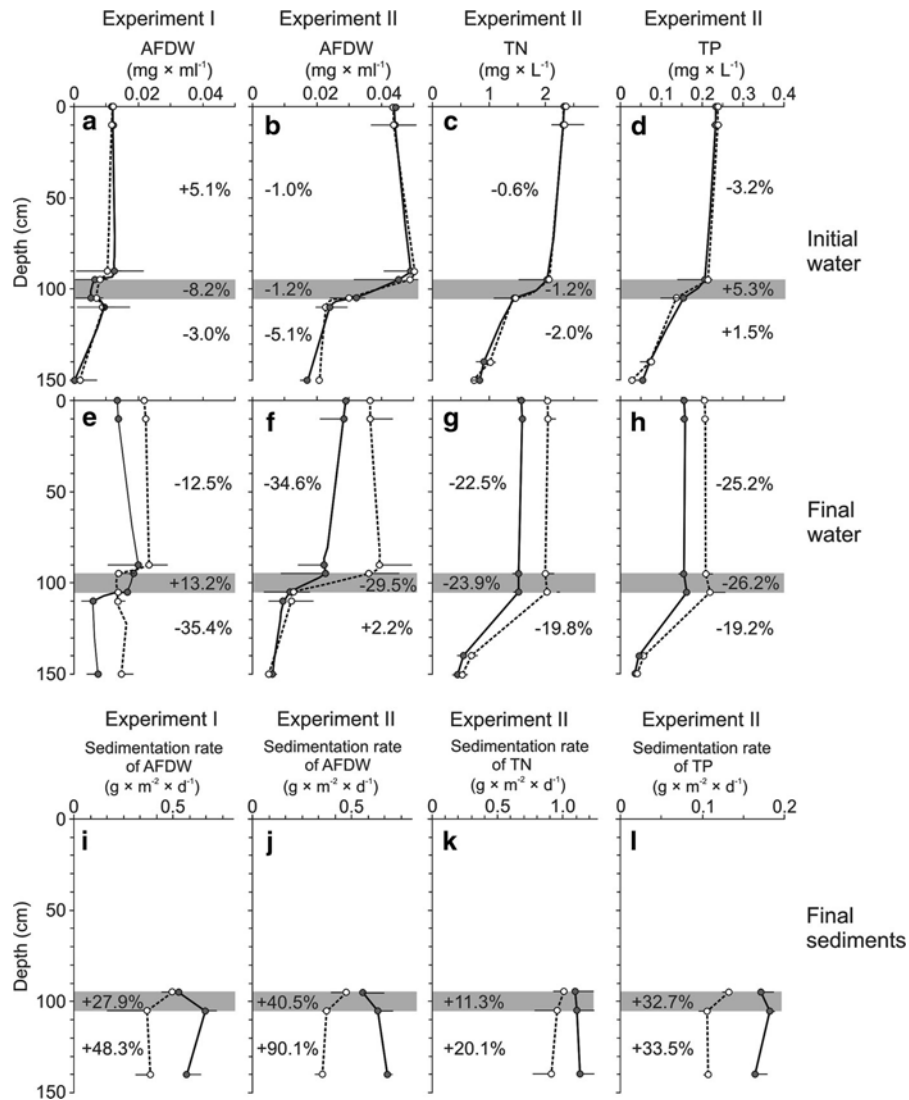 Experiment I Experiment II Experiment II Experiment II
AFDW AFDW TN TP
(mg × ml⁻¹) (mg × ml⁻¹) (mg × L⁻¹) (mg × L⁻¹)
0 0.02 0.04 0 0.02 0.04 0 1 2 0 0.1 0.2 0.3 0.4
0
a b c d
+5.1% -1.0% -0.6% -3.2%
50
Depth (cm)
Initial
water
100
-8.2% -1.2% -1.2% +5.3%
-3.0% -5.1% -2.0% +1.5%
150
0
e f g h
-12.5% -34.6% -22.5% -25.2%
50
Final
water
100
+13.2% -29.5% -23.9% -26.2%
-35.4% +2.2% -19.8% -19.2%
150
Experiment I Experiment II Experiment II Experiment II
Sedimentation rate Sedimentation rate Sedimentation rate Sedimentation rate
of AFDW of AFDW of TN of TP
(g × m⁻² × d⁻¹) (g × m⁻² × d⁻¹) (g × m⁻² × d⁻¹) (g × m⁻² × d⁻¹)
0 0.5 0 0.5 0 0.5 1.0 0 0.1 0.2
0
i j k l
50
Depth (cm)
Final
sediments
100
+27.9% +40.5% +11.3% +32.7%
+48.3% +90.1% +20.1% +33.5%
150